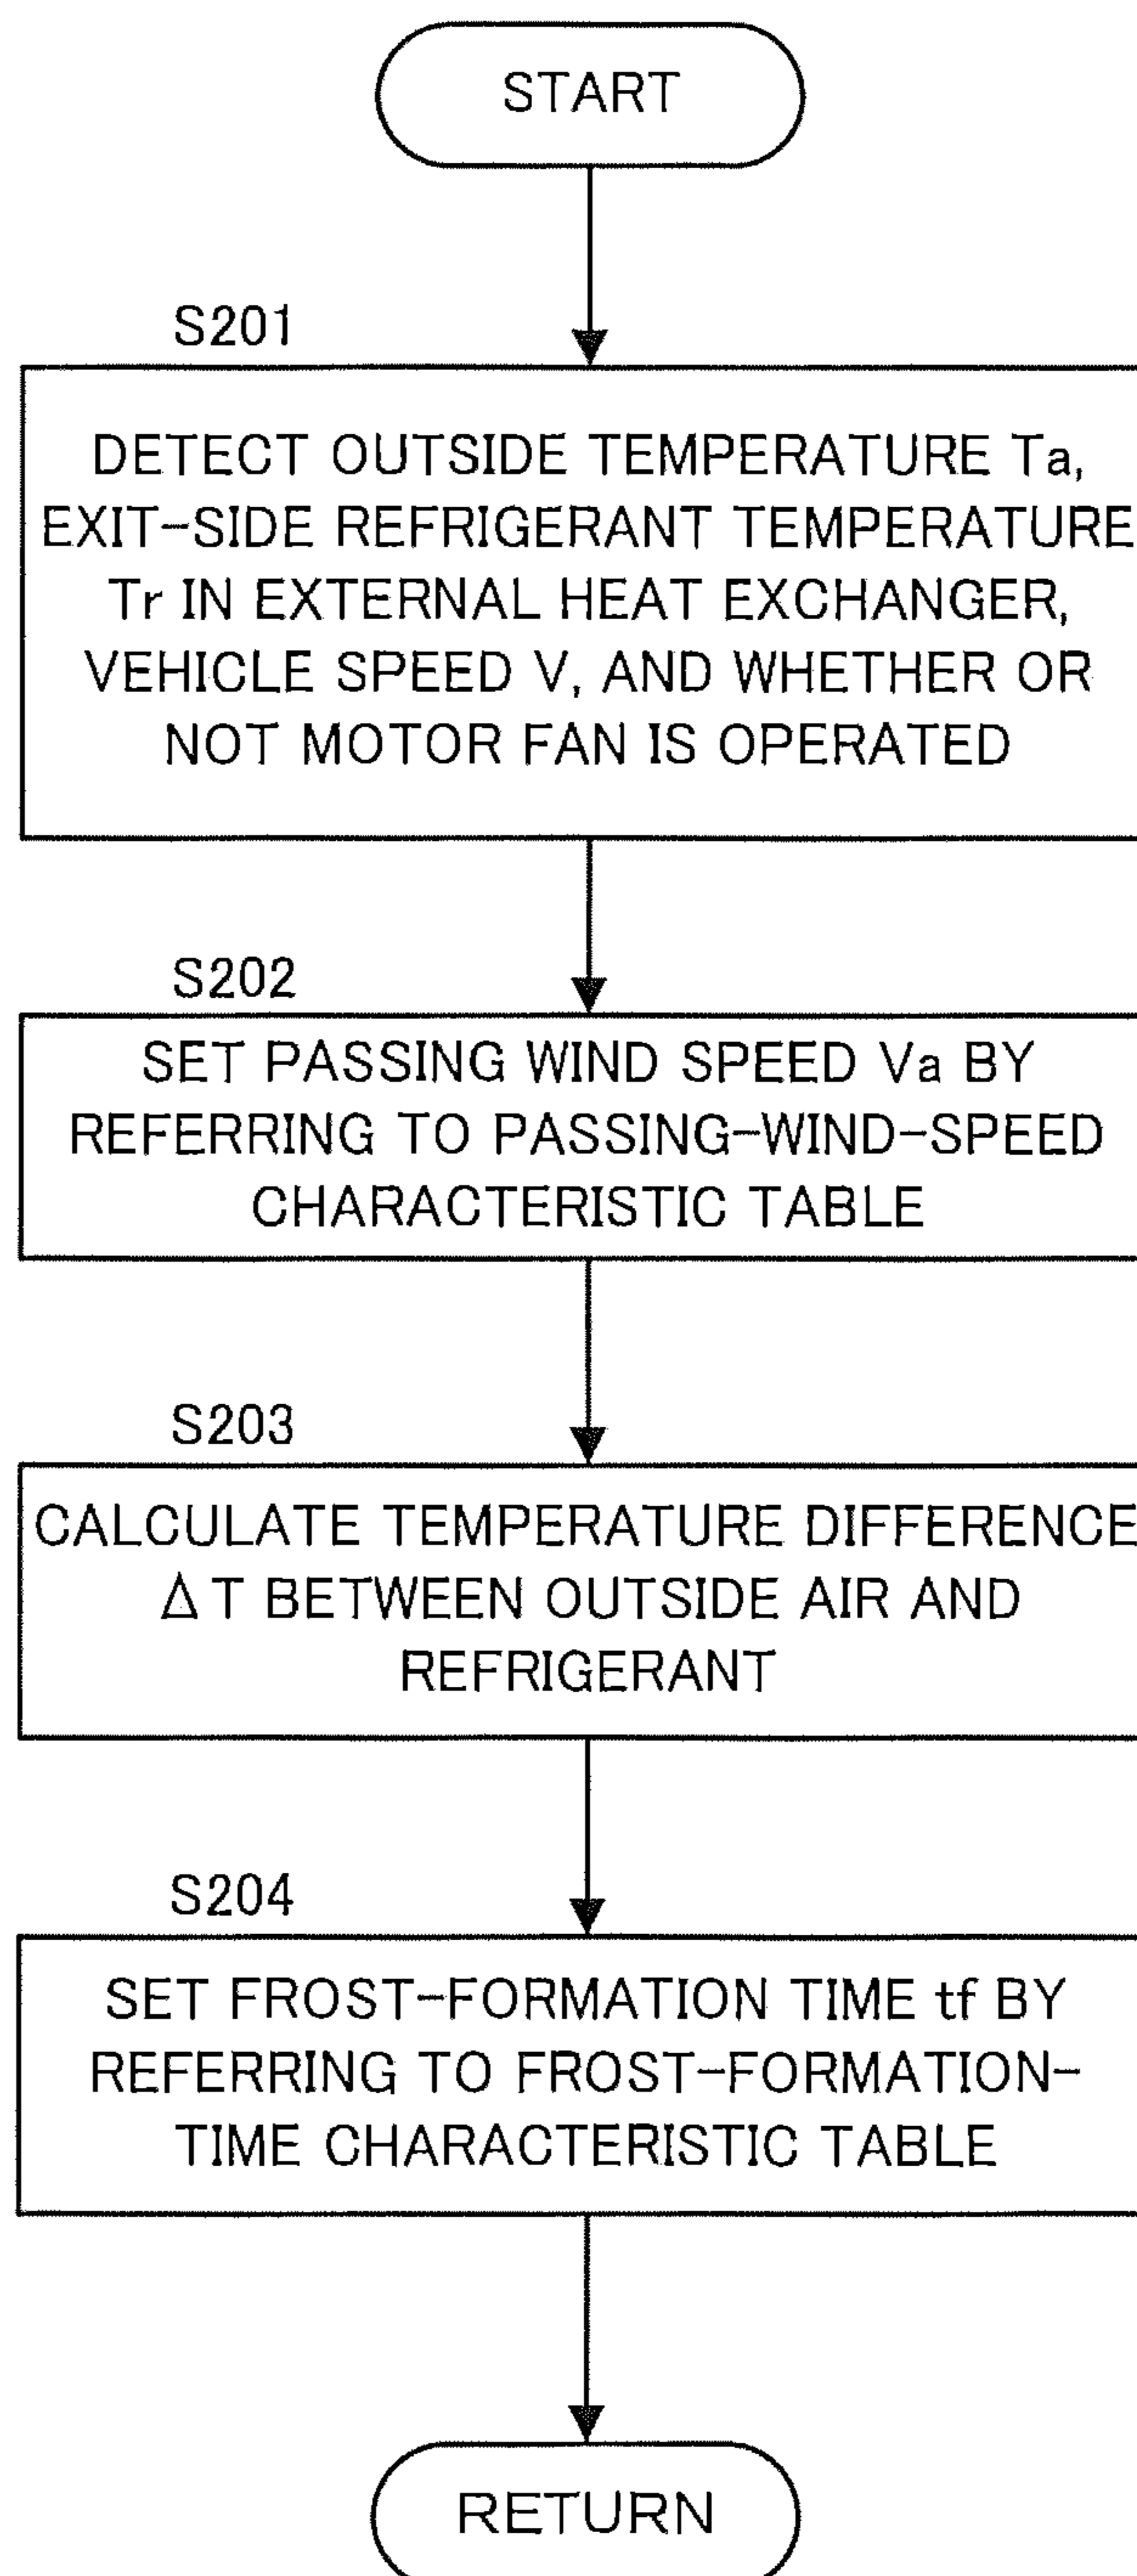 START
S201
DETECT OUTSIDE TEMPERATURE Ta,
EXIT-SIDE REFRIGERANT TEMPERATURE
Tr IN EXTERNAL HEAT EXCHANGER,
VEHICLE SPEED V, AND WHETHER OR
NOT MOTOR FAN IS OPERATED
S202
SET PASSING WIND SPEED Va BY
REFERRING TO PASSING-WIND-SPEED
CHARACTERISTIC TABLE
S203
CALCULATE TEMPERATURE DIFFERENCE
ΔT BETWEEN OUTSIDE AIR AND
REFRIGERANT
S204
SET FROST-FORMATION TIME tf BY
REFERRING TO FROST-FORMATION-
TIME CHARACTERISTIC TABLE
RETURN